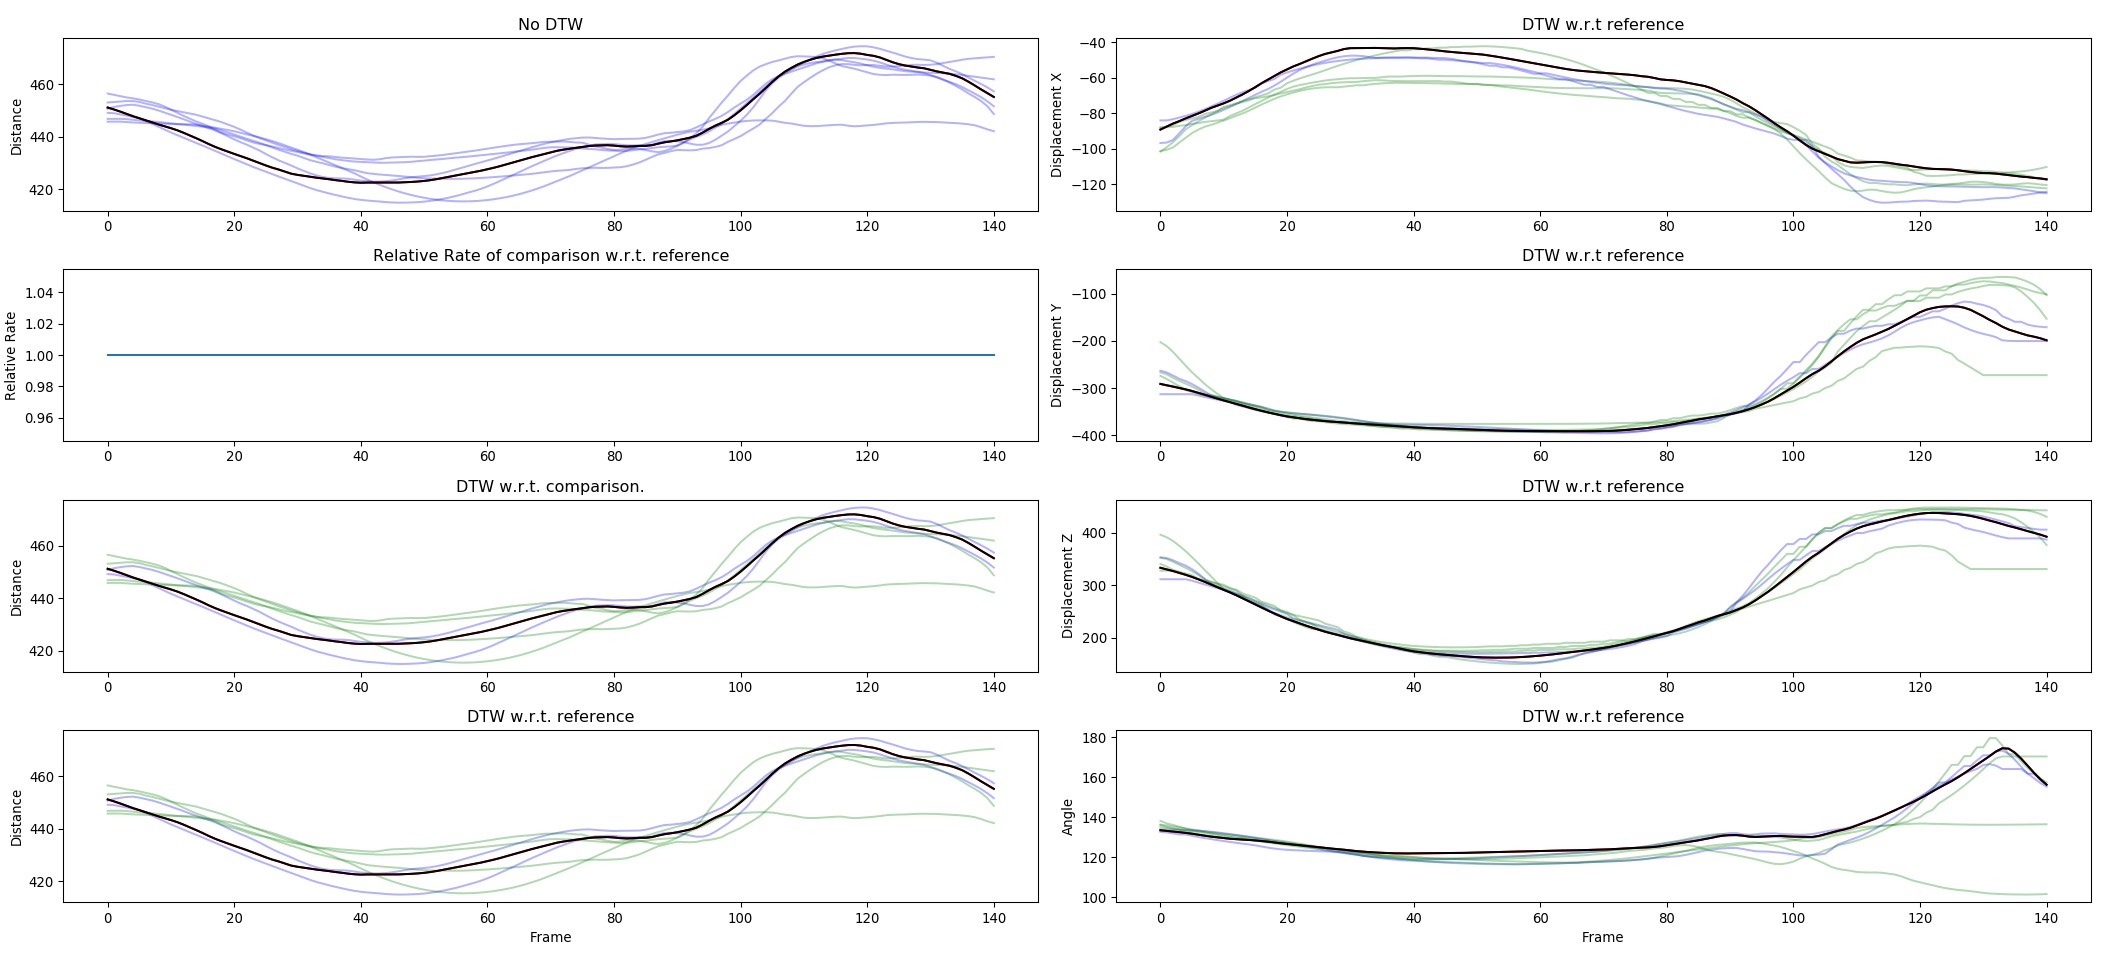 No DTW
Distance
460
440
420
0 20 40 60 80 100 120 140
Relative Rate of comparison w.r.t. reference
Relative Rate
1.04
1.02
1.00
0.98
0.96
0 20 40 60 80 100 120 140
DTW w.r.t. comparison.
Distance
460
440
420
0 20 40 60 80 100 120 140
DTW w.r.t. reference
Distance
460
440
420
0 20 40 60 80 100 120 140
Frame
DTW w.r.t reference
Displacement X
−40
−60
−80
−100
−120
0 20 40 60 80 100 120 140
DTW w.r.t reference
Displacement Y
−100
−200
−300
−400
0 20 40 60 80 100 120 140
DTW w.r.t reference
Displacement Z
400
300
200
0 20 40 60 80 100 120 140
DTW w.r.t reference
Angle
180
160
140
120
100
0 20 40 60 80 100 120 140
Frame